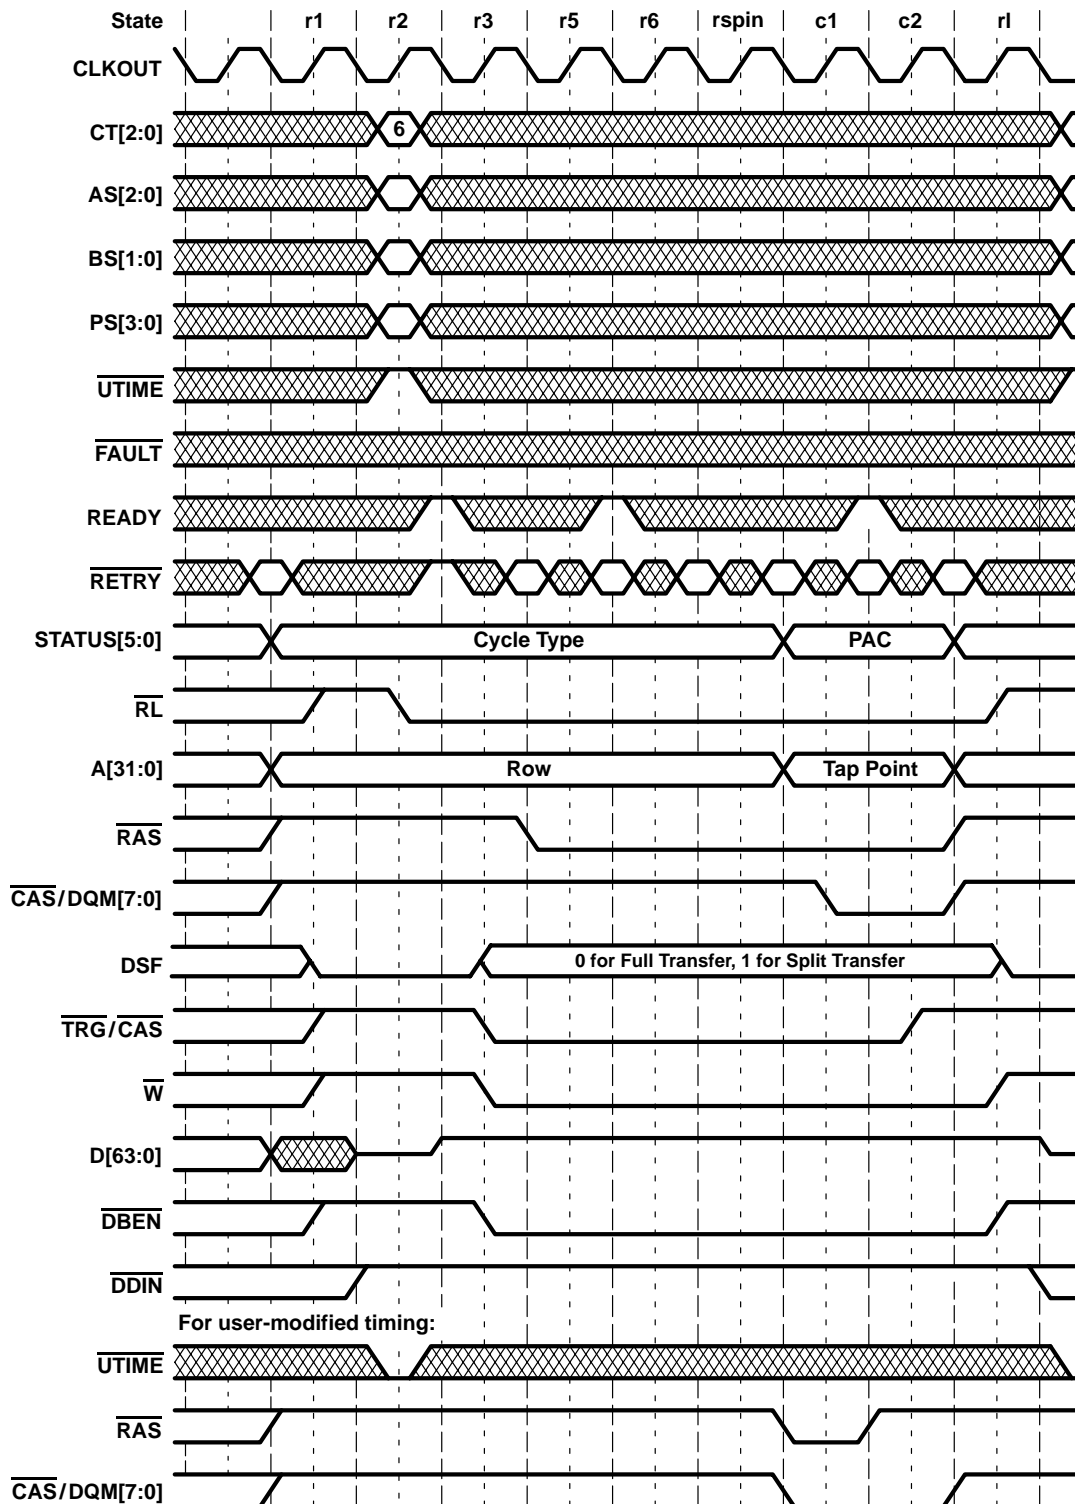 State r1 r2 r3 r5 r6 rspin c1 c2 rl
CLKOUT
CT[2:0] 6
AS[2:0]
BS[1:0]
PS[3:0]
UTIME
FAULT
READY
RETRY
STATUS[5:0] Cycle Type PAC
RL
A[31:0] Row Tap Point
RAS
CAS/DQM[7:0]
DSF 0 for Full Transfer, 1 for Split Transfer
TRG/CAS
W
D[63:0]
DBEN
DDIN
For user-modified timing:
UTIME
RAS
CAS/DQM[7:0]